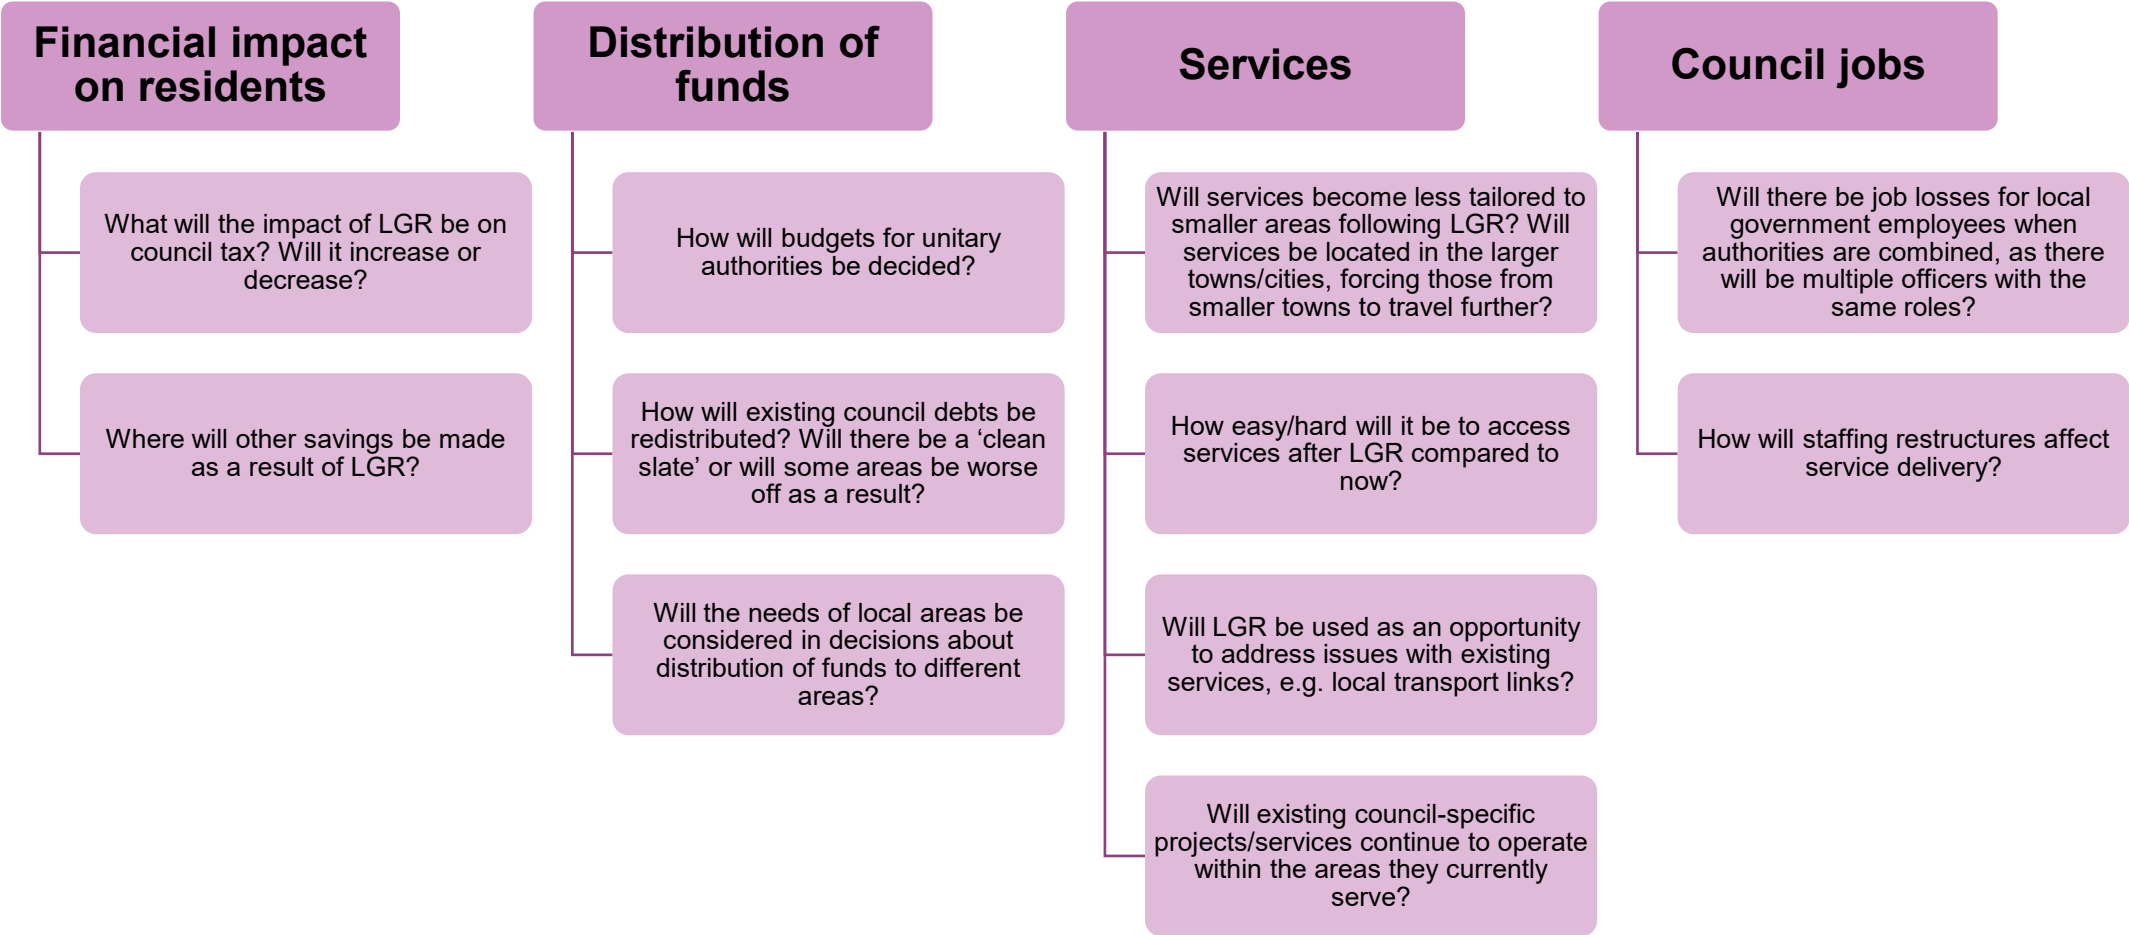 Financial impact
on residents
What will the impact of LGR be on
council tax? Will it increase or
decrease?
Where will other savings be made
as a result of LGR?
Distribution of
funds
How will budgets for unitary
authorities be decided?
How will existing council debts be
redistributed? Will there be a ‘clean
slate’ or will some areas be worse
off as a result?
Will the needs of local areas be
considered in decisions about
distribution of funds to different
areas?
Services
Will services become less tailored to
smaller areas following LGR? Will
services be located in the larger
towns/cities, forcing those from
smaller towns to travel further?
How easy/hard will it be to access
services after LGR compared to
now?
Will LGR be used as an opportunity
to address issues with existing
services, e.g. local transport links?
Will existing council-specific
projects/services continue to operate
within the areas they currently
serve?
Council jobs
Will there be job losses for local
government employees when
authorities are combined, as there
will be multiple officers with the
same roles?
How will staffing restructures affect
service delivery?